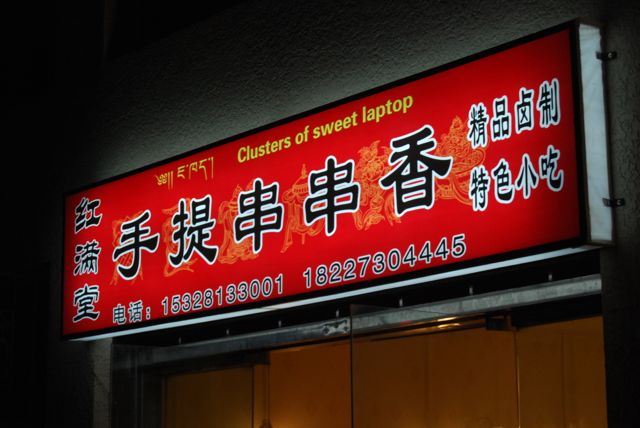 ༄༅།། ཇ་ཁང་།
Clusters of sweet laptop
红满堂
手提串串香
精品卤制
特色小吃
电话: 15328133001 18227304445